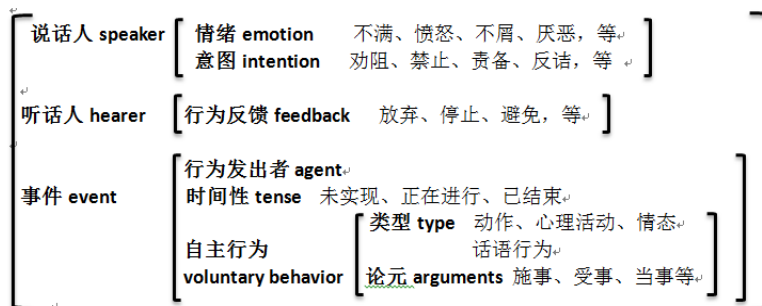 说话人 speaker 情绪 emotion 不满、愤怒、不屑、厌恶，等
意图 intention 劝阻、禁止、责备、反诘，等
听话人 hearer 行为反馈 feedback 放弃、停止、避免，等
行为发出者 agent
事件 event 时间性 tense 未实现、正在进行、已结束
类型 type 动作、心理活动、情态
自主行为 话语行为
voluntary behavior 论元 arguments 施事、受事、当事等